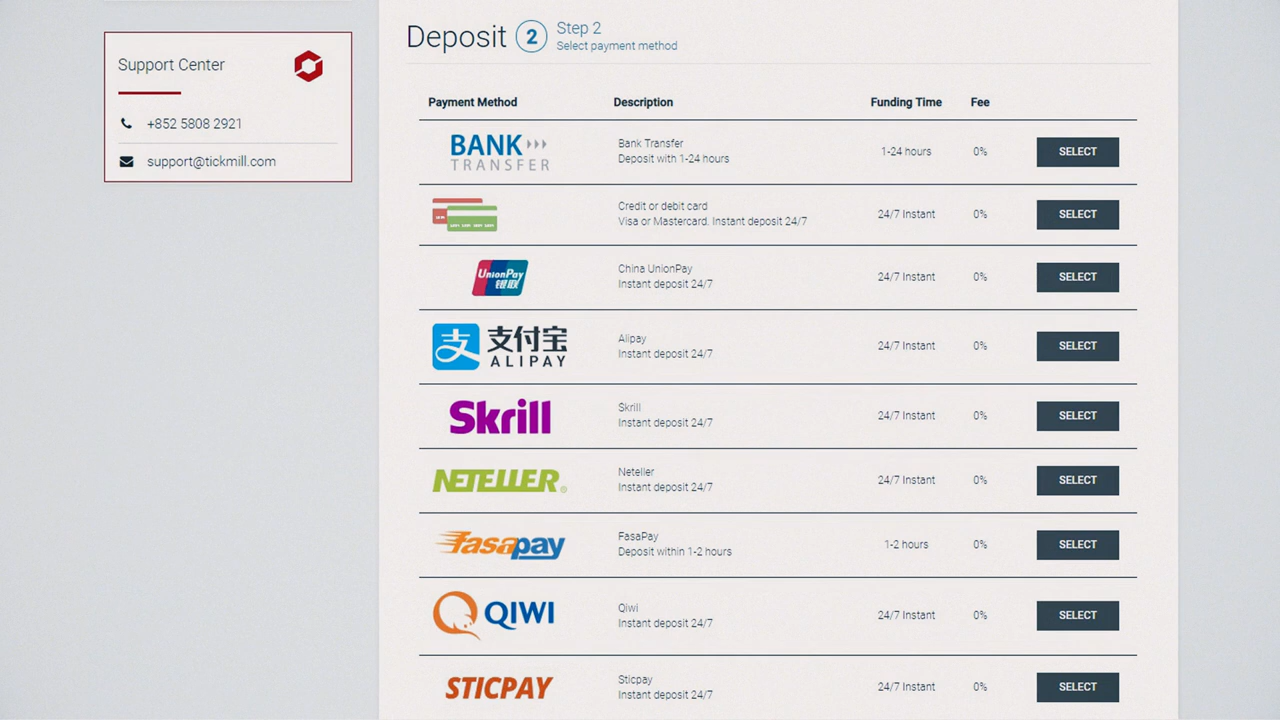 Support Center
+852 5808 2921
support@tickmill.com
Deposit 2 Step 2
Select payment method
Payment Method Description Funding Time Fee
BANK
TRANSFER
Bank Transfer
Deposit with 1-24 hours
1-24 hours 0% SELECT
Credit or debit card
Visa or Mastercard. Instant deposit 24/7
24/7 Instant 0% SELECT
UnionPay
银联
China UnionPay
Instant deposit 24/7
24/7 Instant 0% SELECT
支 支付宝
ALIPAY
Alipay
Instant deposit 24/7
24/7 Instant 0% SELECT
Skrill
Skrill
Instant deposit 24/7
24/7 Instant 0% SELECT
NETELLER®
Neteller
Instant deposit 24/7
24/7 Instant 0% SELECT
fasapay
FasaPay
Deposit within 1-2 hours
1-2 hours 0% SELECT
QIWI
Qiwi
Instant deposit 24/7
24/7 Instant 0% SELECT
STICPAY
Sticpay
Instant deposit 24/7
24/7 Instant 0% SELECT